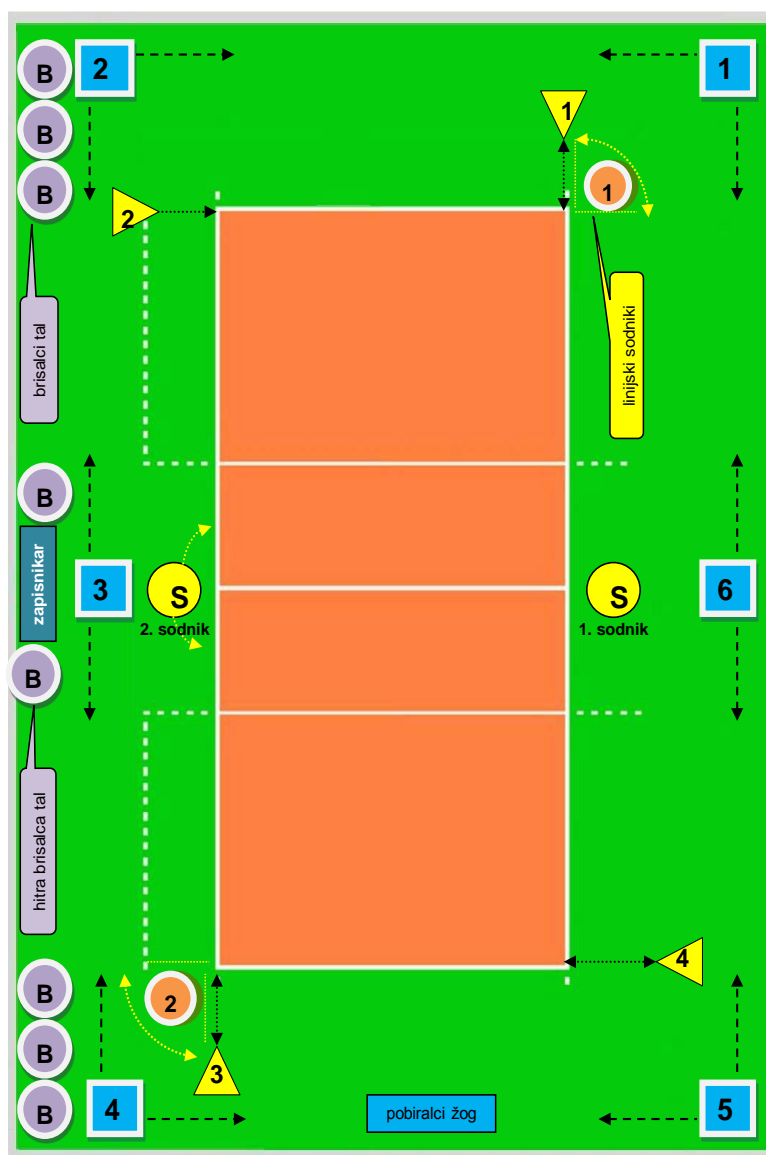 B
2
1
B
1
B
1
2
brisalci tal
linijski sodniki
B
zapisnikar
3
S
2. sodnik
S
1. sodnik
6
B
hitra brisalca tal
4
B
2
B
3
B
4
pobiralci žog
5